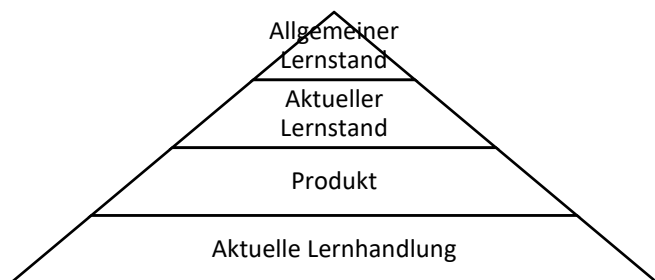 Allgemeiner
Lernstand
Aktueller
Lernstand
Produkt
Aktuelle Lernhandlung